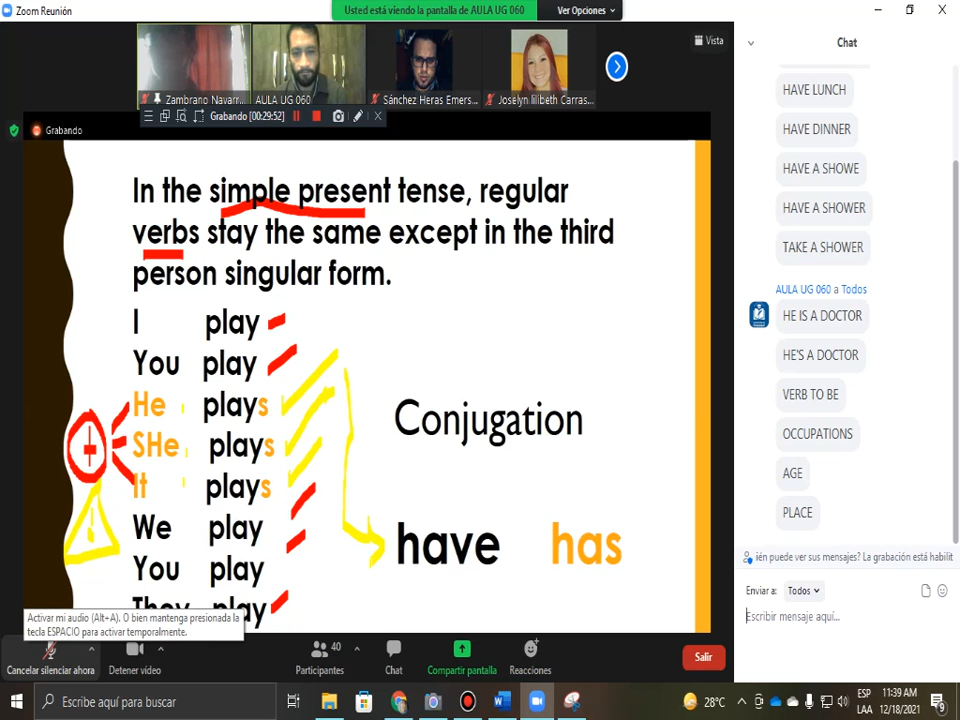 Zoom Reunión
Usted está viendo la pantalla de AULA UG 060
Ver Opciones
Vista
Zambrano Navarr...
AULA UG 060
Sánchez Heras Emers...
Joselyn lilibeth Carras...
Grabando
Grabando [00:29:52]
In the simple present tense, regular
verbs stay the same except in the third
person singular form.
I play
You play
He plays
SHe plays
It plays
We play
You play
They play
Conjugation
have has
Activar mi audio (Alt+A). O bien mantenga presionada la
tecla ESPACIO para activar temporalmente.
Cancelar silenciar ahora
Detener vídeo
40
Participantes
Chat
Compartir pantalla
Reacciones
Salir
Chat
HAVE LUNCH
HAVE DINNER
HAVE A SHOWE
HAVE A SHOWER
TAKE A SHOWER
AULA UG 060 a Todos
HE IS A DOCTOR
HE'S A DOCTOR
VERB TO BE
OCCUPATIONS
AGE
PLACE
ién puede ver sus mensajes? La grabación está habilit
Enviar a: Todos
Escribir mensaje aquí...
Escribe aquí para buscar
28°C
ESP
LAA
11:39 AM
12/18/2021
9